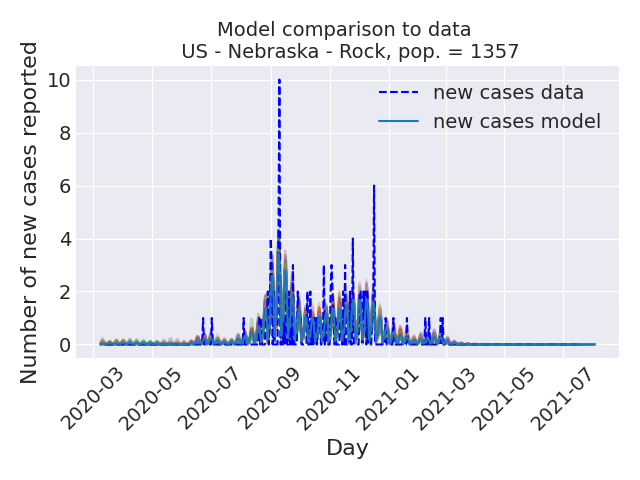 Model comparison to data
US - Nebraska - Rock, pop. = 1357
new cases data
new cases model
Number of new cases reported
10
8
6
4
2
0
2020-03
2020-05
2020-07
2020-09
2020-11
2021-01
2021-03
2021-05
2021-07
Day